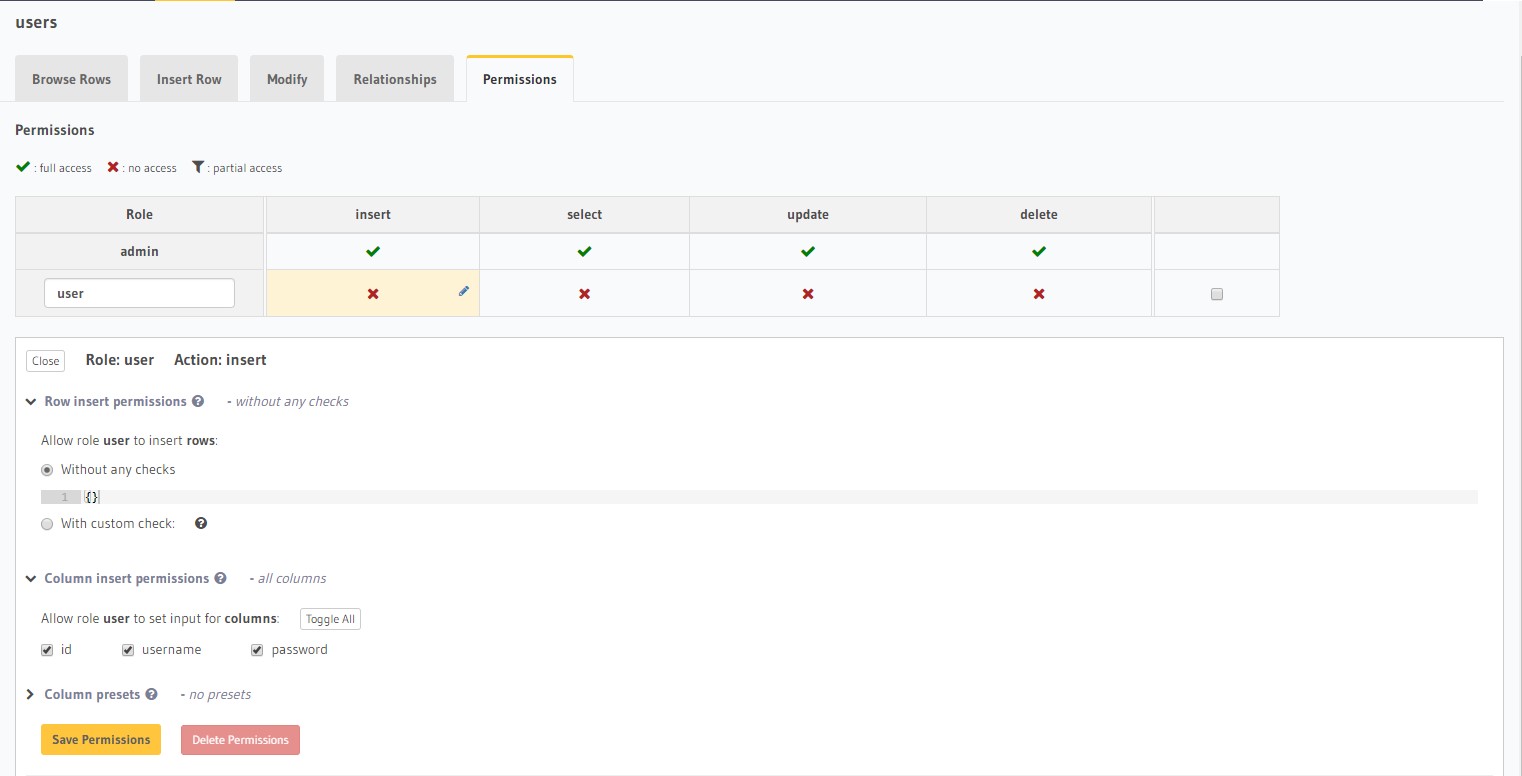 users
Browse Rows Insert Row Modify Relationships Permissions
Permissions
: full access : no access : partial access
Role insert select update delete
admin
user
Close Role: user Action: insert
Row insert permissions - without any checks
Allow role user to insert rows:
Without any checks
1 {}
With custom check:
Column insert permissions - all columns
Allow role user to set input for columns: Toggle All
id username password
Column presets - no presets
Save Permissions Delete Permissions